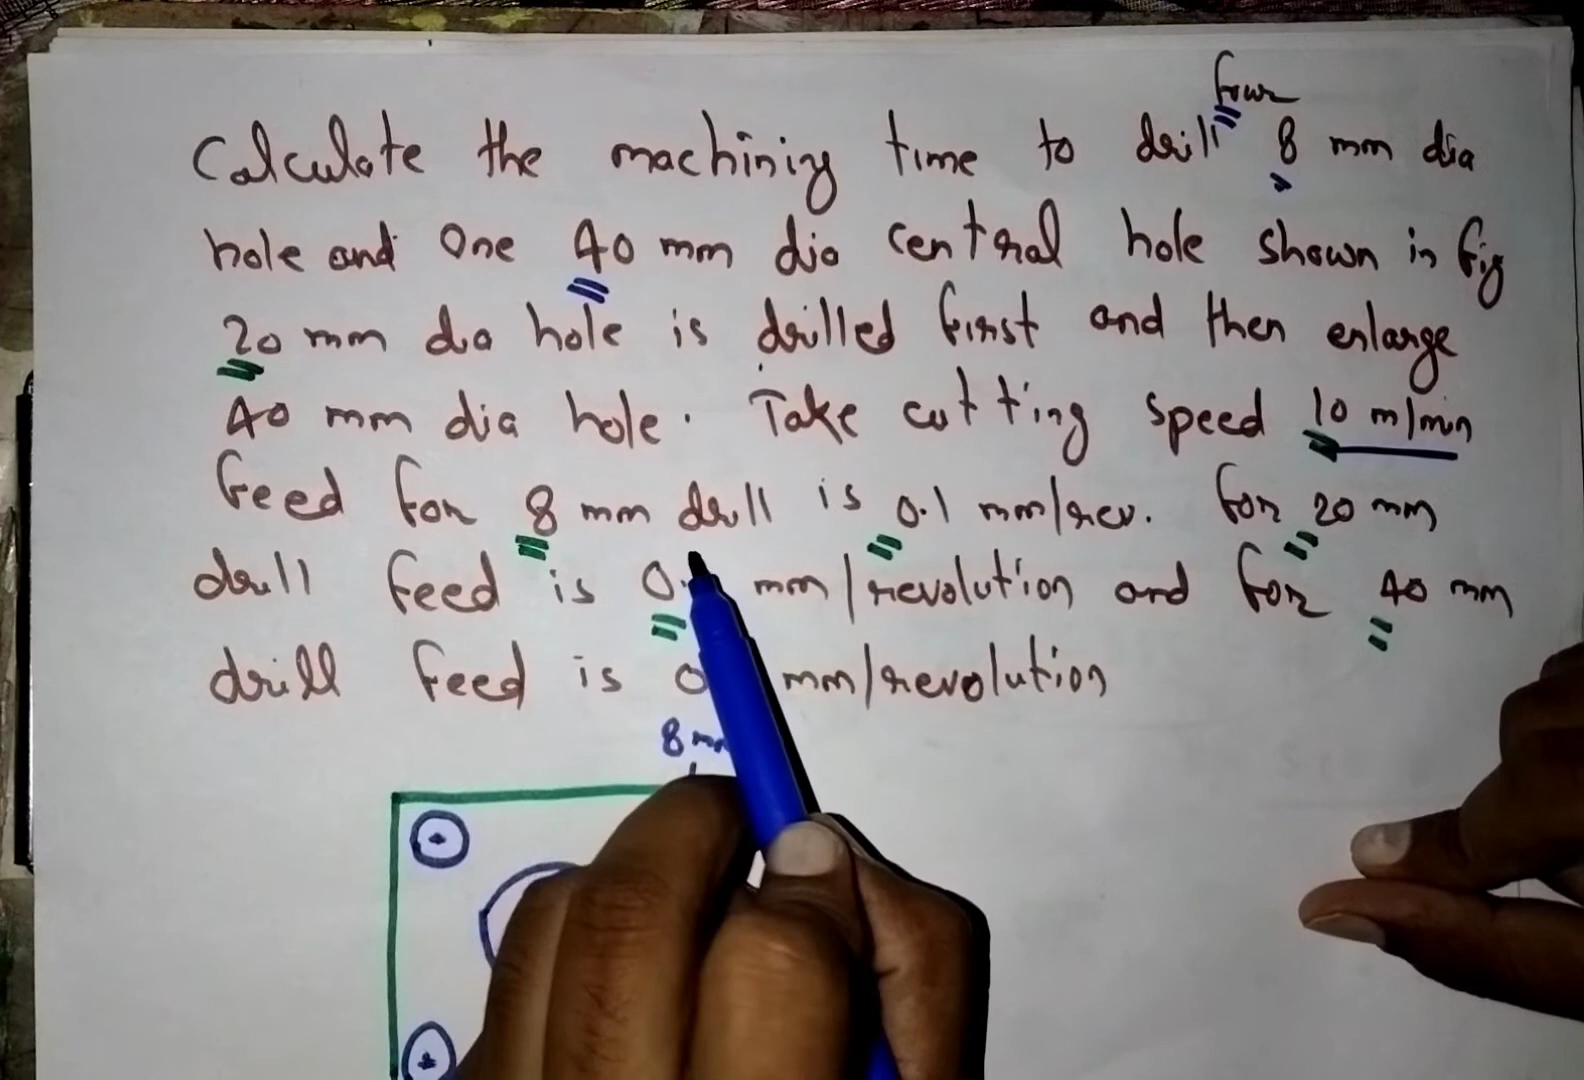 four
Calculate the machining time to drill 8 mm dia
hole and One 40 mm dia central hole shown in fig
20 mm dia hole is drilled first and then enlarge
40 mm dia hole. Take cutting speed 10 m/min
feed for 8 mm drill is 0.1 mm/rev. for 20 mm
drill feed is 0. mm/revolution and for 40 mm
drill feed is 0 mm/revolution
8